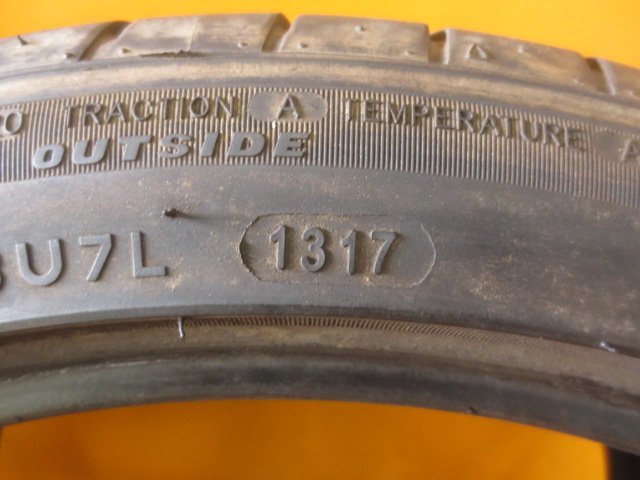 TRACTION A TEMPERATURE A
OUTSIDE
U7L 1317